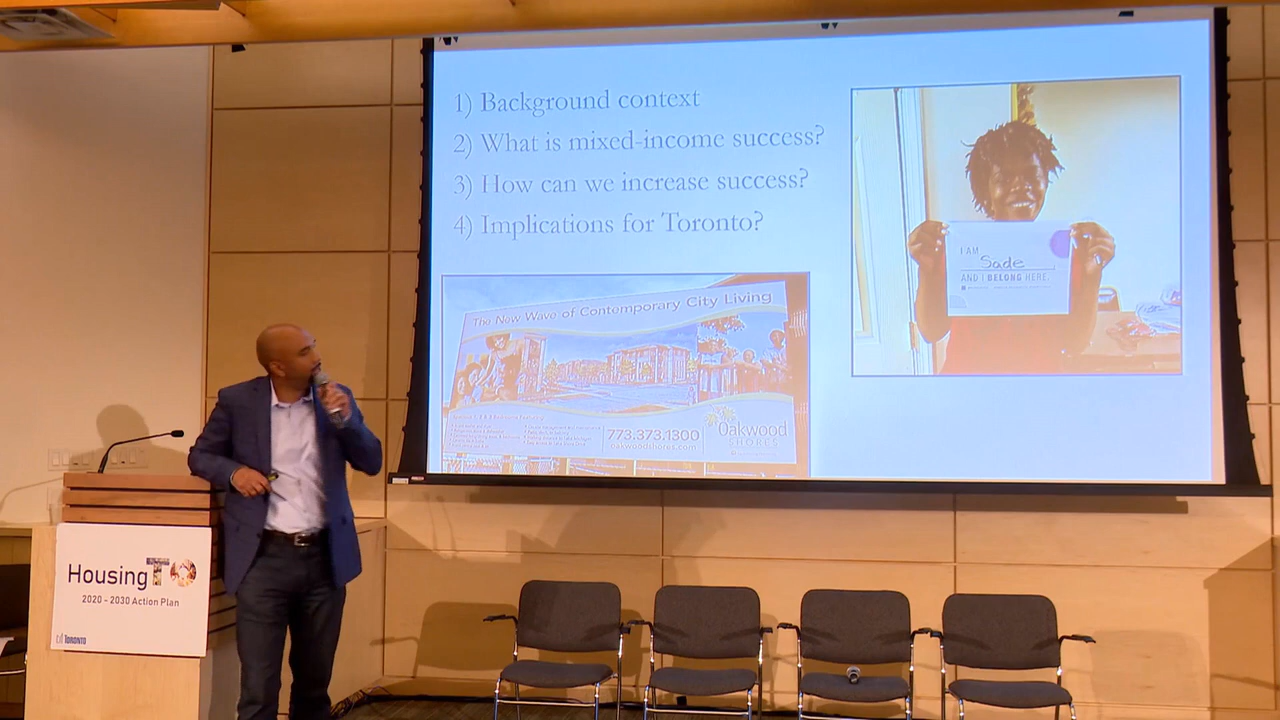 1) Background context
2) What is mixed-income success?
3) How can we increase success?
4) Implications for Toronto?
I AM
Sade
AND I BELONG HERE.
The New Wave of Contemporary City Living
773.373.1300
oakwoodshores.com
Oakwood
SHORES
HousingTO
2020 - 2030 Action Plan
TORONTO